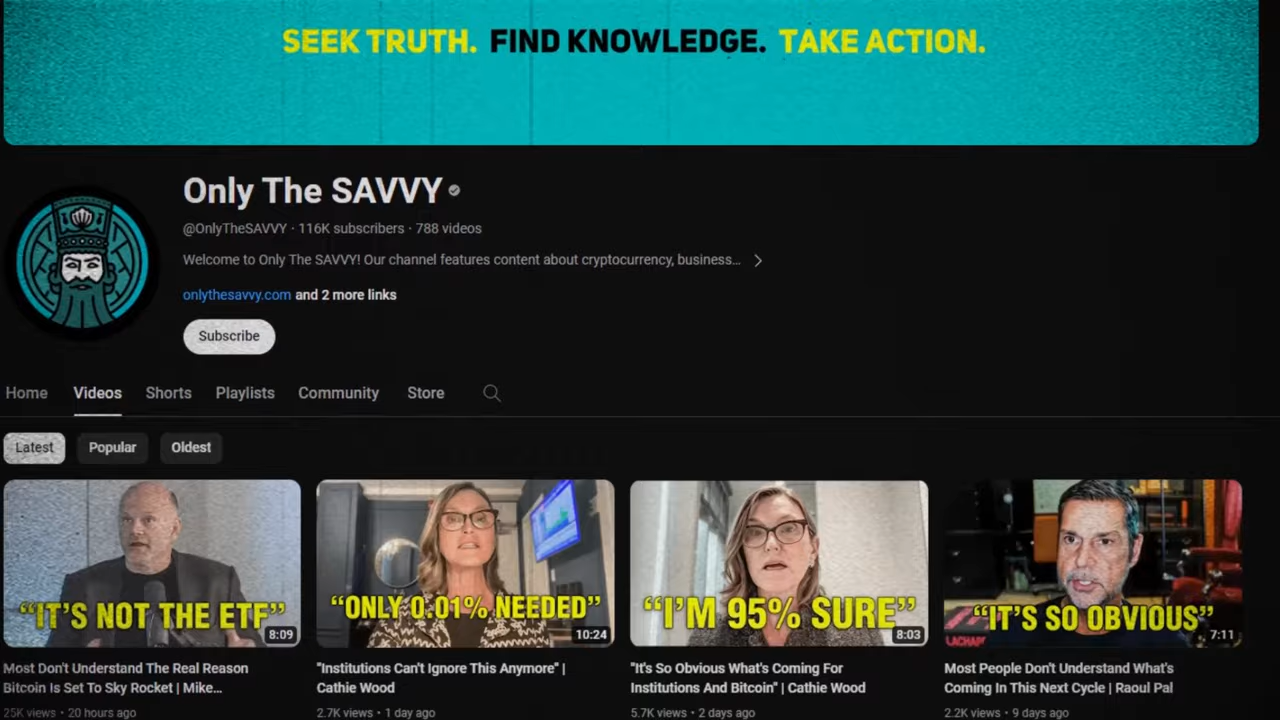 SEEK TRUTH. FIND KNOWLEDGE. TAKE ACTION.
Only The SAVVY
@OnlyTheSAVVY · 116K subscribers · 788 videos
Welcome to Only The SAVVY! Our channel features content about cryptocurrency, business...
onlythesavvy.com and 2 more links
Subscribe
Home Videos Shorts Playlists Community Store
Latest Popular Oldest
“IT'S NOT THE ETF” 8:09
“ONLY 0.01% NEEDED” 10:24
“I'M 95% SURE” 8:03
LACHAR “IT'S SO OBVIOUS” 7:11
Most Don't Understand The Real Reason
Bitcoin Is Set To Sky Rocket | Mike...
25K views • 20 hours ago
"Institutions Can't Ignore This Anymore" |
Cathie Wood
2.7K views • 1 day ago
"It's So Obvious What's Coming For
Institutions And Bitcoin" | Cathie Wood
5.7K views • 2 days ago
Most People Don't Understand What's
Coming In This Next Cycle | Raoul Pal
2.2K views • 9 days ago